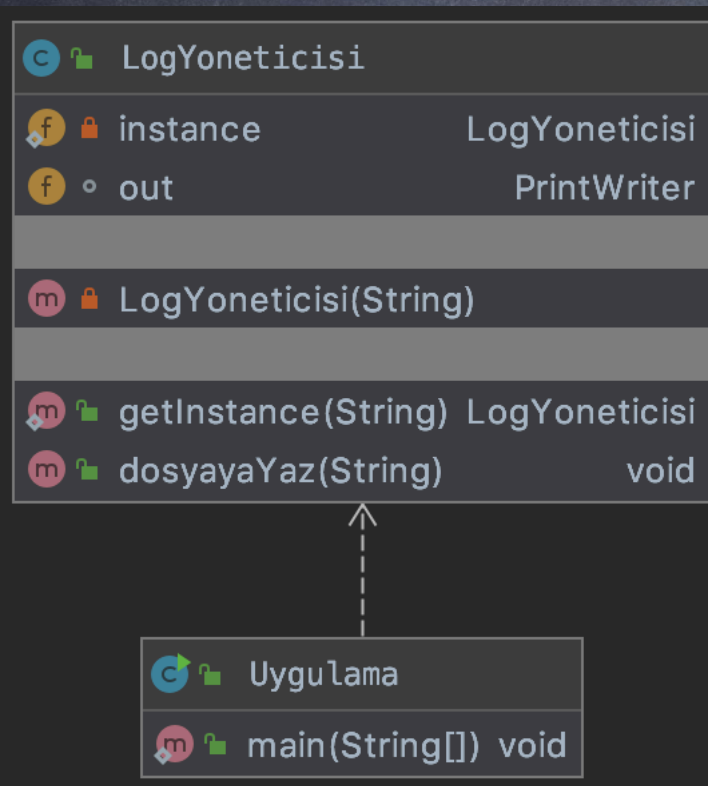 C LogYoneticisi
f instance LogYoneticisi
f out PrintWriter
m LogYoneticisi(String)
m getInstance(String) LogYoneticisi
m dosyayaYaz(String) void
C Uygulama
m main(String[]) void